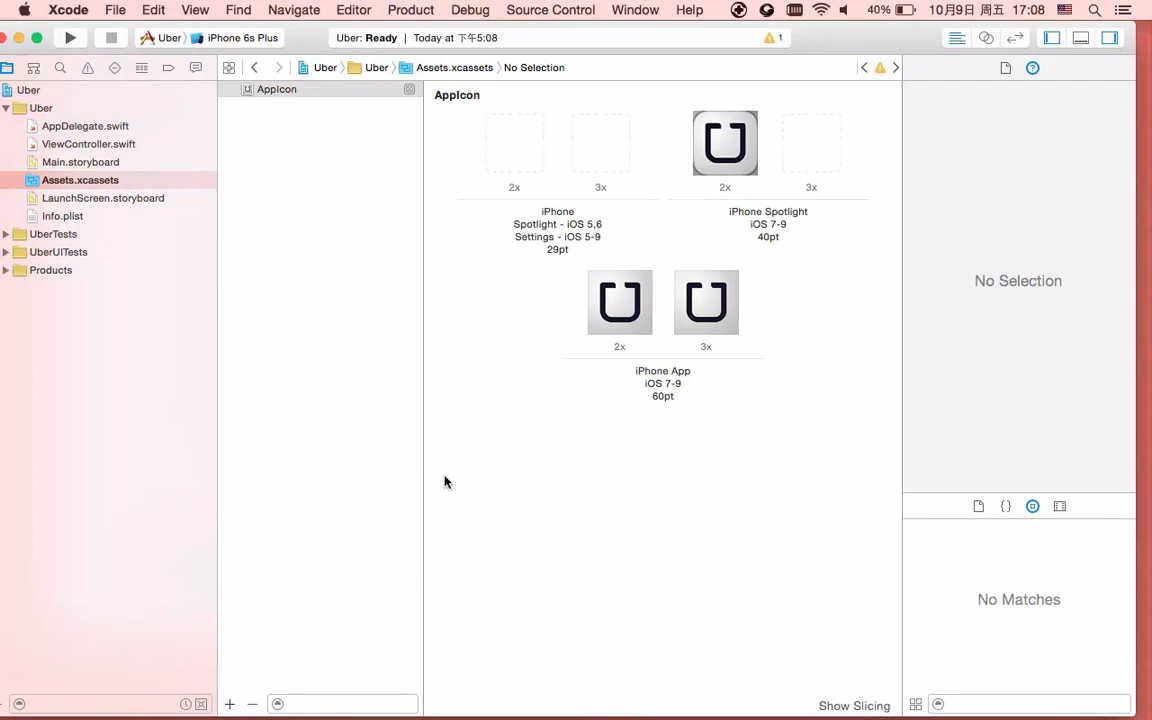 Xcode File Edit View Find Navigate Editor Product Debug Source Control Window Help 40% 10月9日 周五 17:08
Uber iPhone 6s Plus Uber: Ready | Today at 下午5:08 1
Uber Uber Assets.xcassets No Selection
Uber
Uber
AppDelegate.swift
ViewController.swift
Main.storyboard
Assets.xcassets
LaunchScreen.storyboard
Info.plist
UberTests
UberUITests
Products
AppIcon
AppIcon
2x 3x
iPhone
Spotlight - iOS 5,6
Settings - iOS 5-9
29pt
2x 3x
iPhone Spotlight
iOS 7-9
40pt
2x 3x
iPhone App
iOS 7-9
60pt
Show Slicing
No Selection
No Matches